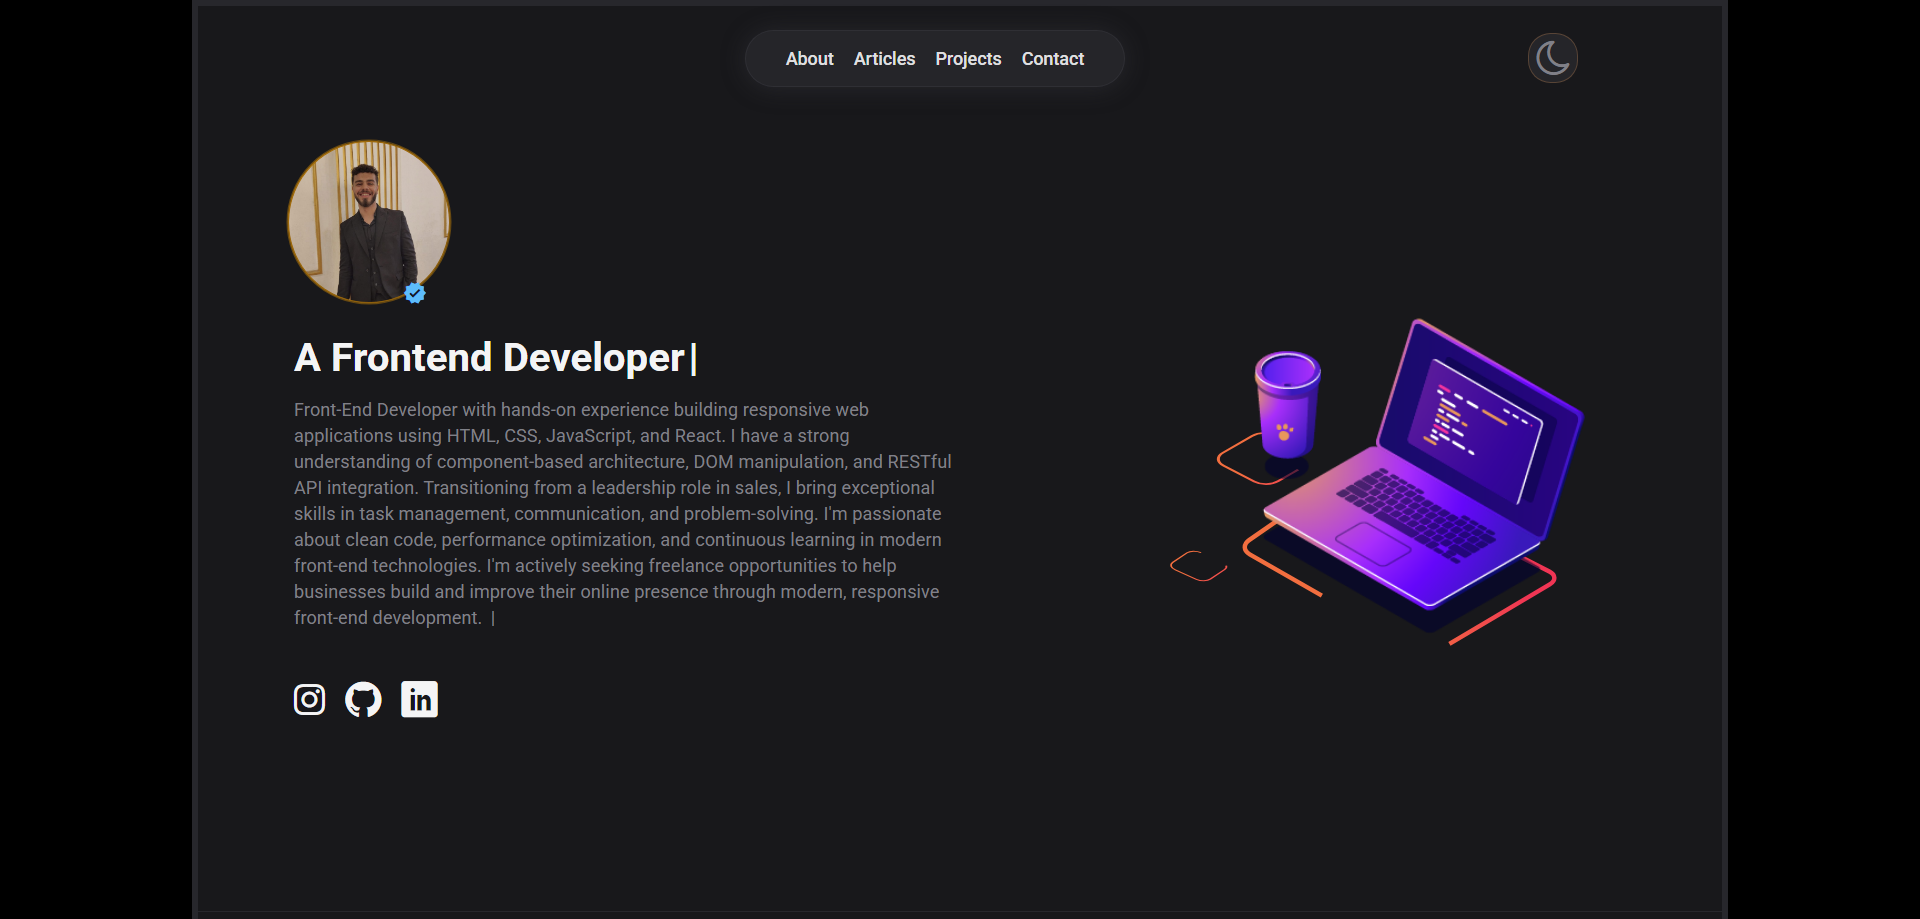 About Articles Projects Contact
A Frontend Developer|
Front-End Developer with hands-on experience building responsive web
applications using HTML, CSS, JavaScript, and React. I have a strong
understanding of component-based architecture, DOM manipulation, and RESTful
API integration. Transitioning from a leadership role in sales, I bring exceptional
skills in task management, communication, and problem-solving. I'm passionate
about clean code, performance optimization, and continuous learning in modern
front-end technologies. I'm actively seeking freelance opportunities to help
businesses build and improve their online presence through modern, responsive
front-end development. |
in